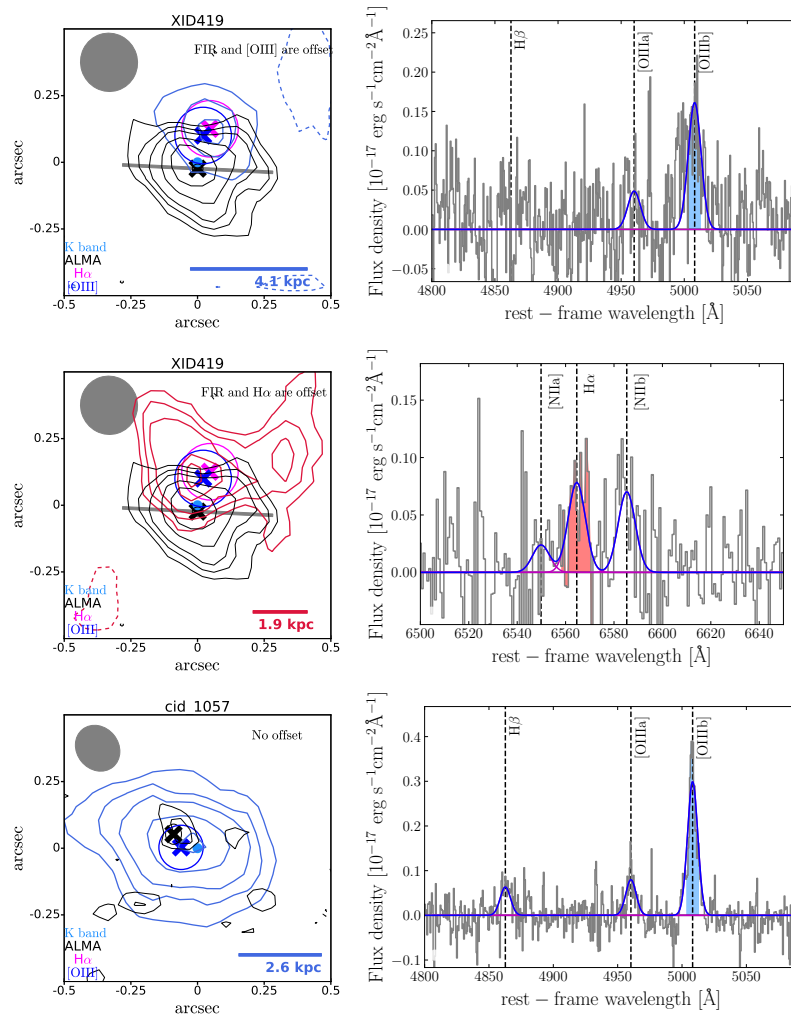 XID419
FIR and [OIII] are offset
0.25
0
-0.25
arcsec
K band
ALMA
Hα
[OIII]
4.1 kpc
-0.5 -0.25 0 0.25 0.5
arcsec
Flux density [10⁻¹⁷ erg s⁻¹cm⁻²Å⁻¹]
0.25
0.20
0.15
0.10
0.05
0.00
−0.05
Hβ
[OIIIa]
[OIIIb]
4800 4850 4900 4950 5000 5050
rest − frame wavelength [Å]
XID419
FIR and Hα are offset
0.25
0
-0.25
arcsec
K band
ALMA
Hα
[OIII]
1.9 kpc
-0.5 -0.25 0 0.25 0.5
arcsec
Flux density [10⁻¹⁷ erg s⁻¹cm⁻²Å⁻¹]
0.15
0.10
0.05
0.00
[NIIa]
Hα
[NIIb]
6500 6520 6540 6560 6580 6600 6620 6640
rest − frame wavelength [Å]
cid_1057
No offset
0.25
0
-0.25
arcsec
K band
ALMA
Hα
[OIII]
2.6 kpc
-0.5 -0.25 0 0.25 0.5
arcsec
Flux density [10⁻¹⁷ erg s⁻¹cm⁻²Å⁻¹]
0.4
0.3
0.2
0.1
0.0
−0.1
Hβ
[OIIIa]
[OIIIb]
4800 4850 4900 4950 5000 5050
rest − frame wavelength [Å]